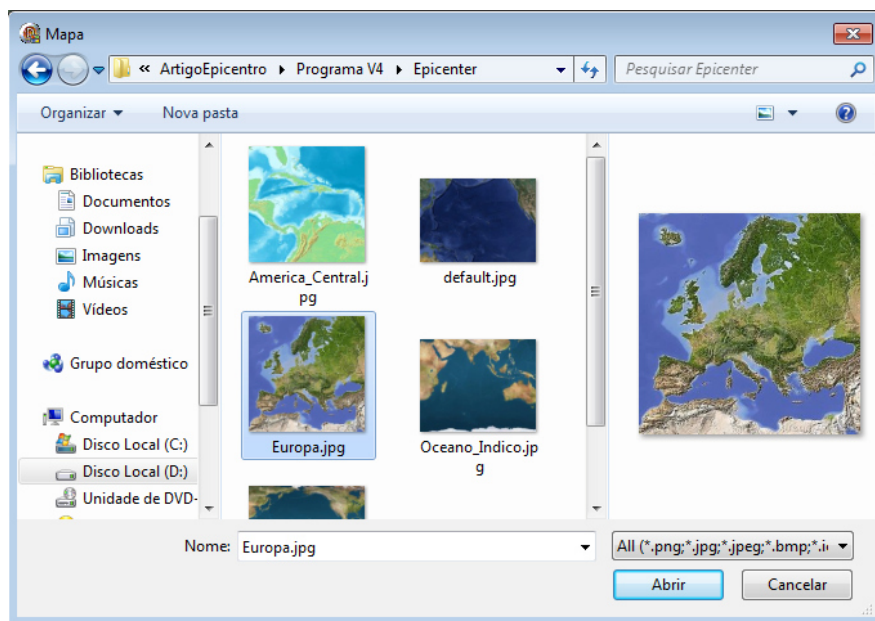 Mapa
« ArtigoEpicentro Programa V4 Epicenter
Pesquisar Epicenter
Organizar
Nova pasta
Bibliotecas
Documentos
Downloads
Imagens
Músicas
Vídeos
Grupo doméstico
Computador
Disco Local (C:)
Disco Local (D:)
Unidade de DVD-
America_Central.j
pg
default.jpg
Europa.jpg
Oceano_Indico.jp
g
Nome: Europa.jpg
All (*.png;*.jpg;*.jpeg;*.bmp;*.i
Abrir
Cancelar